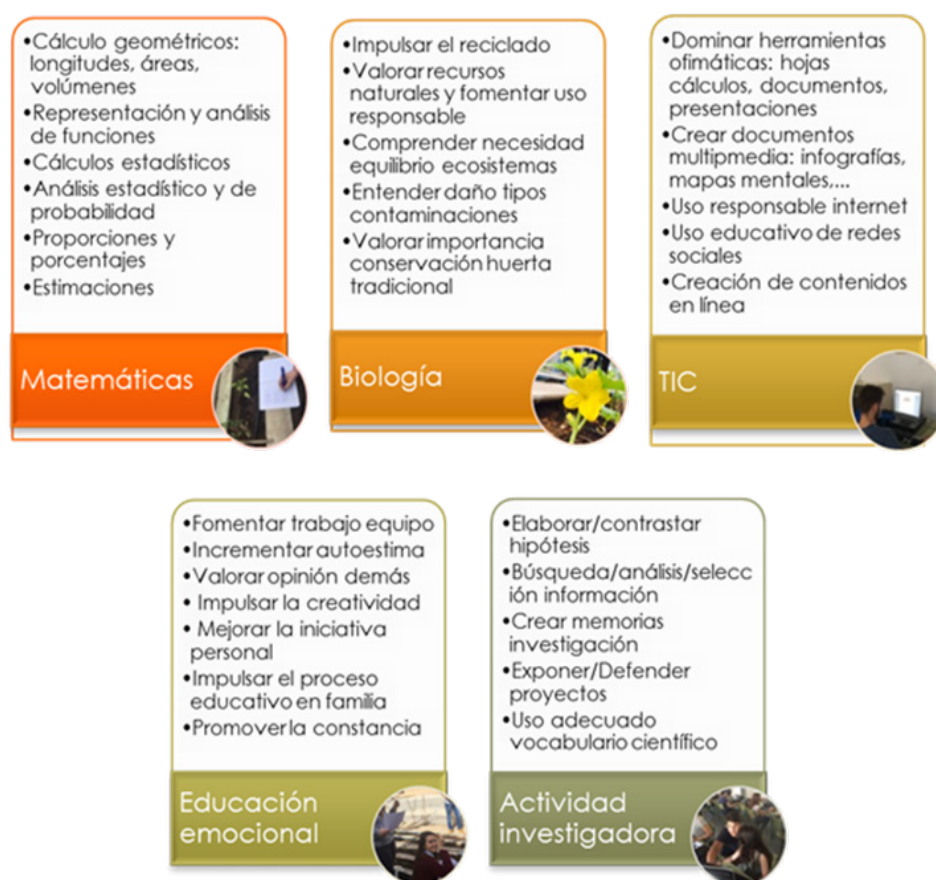 •Cálculo geométricos:
longitudes, áreas,
volúmenes
•Representación y análisis
de funciones
•Cálculos estadísticos
•Análisis estadístico y de
probabilidad
•Proporciones y
porcentajes
•Estimaciones
Matemáticas
•Impulsar el reciclado
•Valorar recursos
naturales y fomentar uso
responsable
•Comprender necesidad
equilibrio ecosistemas
•Entender daño tipos
contaminaciones
•Valorar importancia
conservación huerta
tradicional
Biología
•Dominar herramientas
ofimáticas: hojas
cálculos, documentos,
presentaciones
•Crear documentos
multipmedia: infografías,
mapas mentales,...
•Uso responsable internet
•Uso educativo de redes
sociales
•Creación de contenidos
en línea
TIC
•Fomentar trabajo equipo
•Incrementar autoestima
•Valorar opinión demás
• Impulsar la creatividad
• Mejorar la iniciativa
personal
•Impulsar el proceso
educativo en familia
•Promover la constancia
Educación
emocional
•Elaborar/contrastar
hipótesis
•Búsqueda/análisis/selecc
ión información
•Crear memorias
investigación
•Exponer/Defender
proyectos
•Uso adecuado
vocabulario científico
Actividad
investigadora